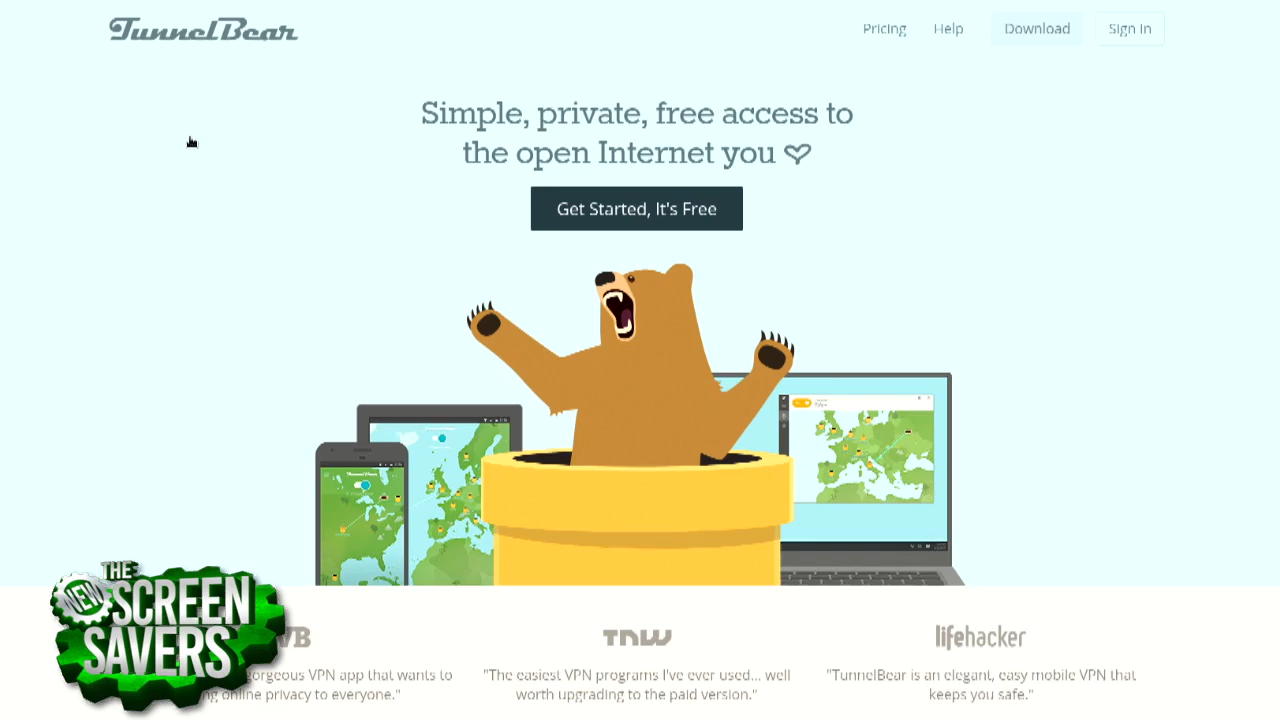 TunnelBear
Pricing
Help
Download
Sign In
Simple, private, free access to
the open Internet you
Get Started, It's Free
THE
NEW
SCREEN
SAVERS
VB
TNW
lifehacker
gorgeous VPN app that wants to
online privacy to everyone."
"The easiest VPN programs I've ever used... well
worth upgrading to the paid version."
"TunnelBear is an elegant, easy mobile VPN that
keeps you safe."